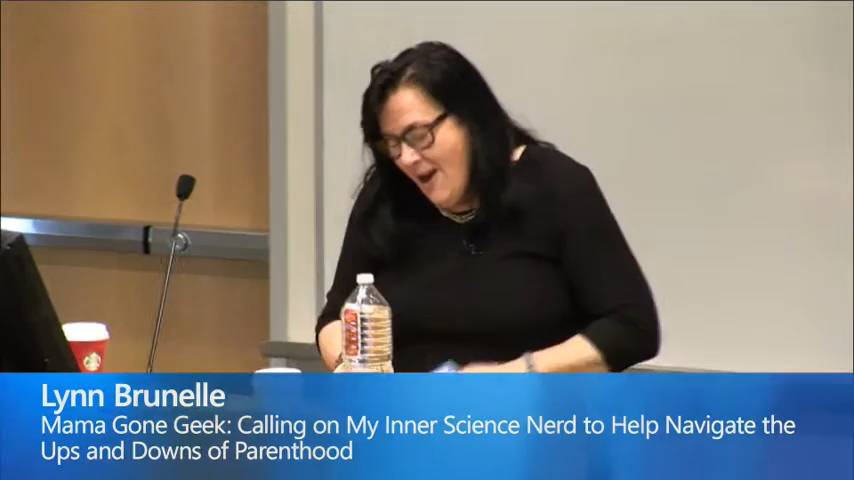 Lynn Brunelle
Mama Gone Geek: Calling on My Inner Science Nerd to Help Navigate the
Ups and Downs of Parenthood